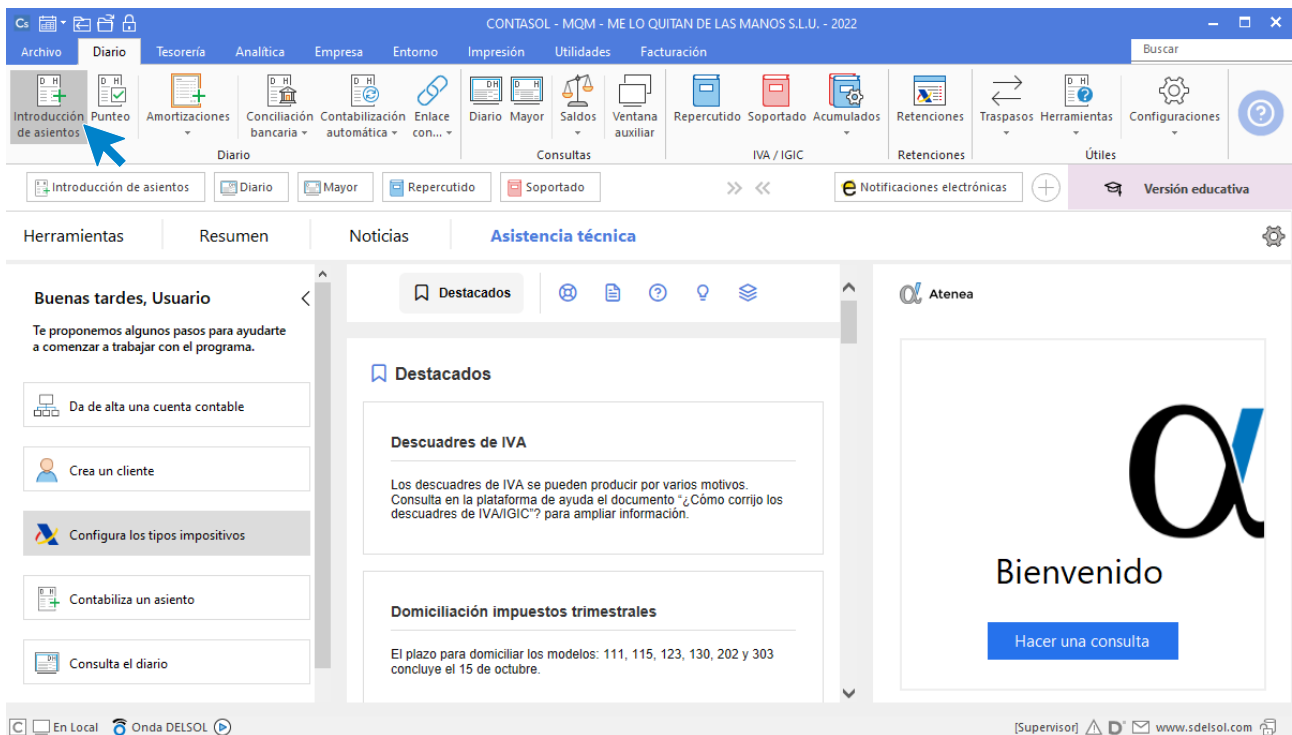 Cs
CONTASOL - MQM - ME LO QUITAN DE LAS MANOS S.L.U. - 2022
Archivo Diario Tesorería Analítica Empresa Entorno Impresión Utilidades Facturación Buscar
Introducción de asientos
Punteo
Amortizaciones
Conciliación bancaria
Contabilización automática
Enlace con...
Diario
Mayor
Saldos
Ventana auxiliar
Repercutido
Soportado
Acumulados
Retenciones
Traspasos
Herramientas
Configuraciones
Diario Consultas IVA / IGIC Retenciones Útiles
Introducción de asientos Diario Mayor Repercutido Soportado Notificaciones electrónicas Versión educativa
Herramientas Resumen Noticias Asistencia técnica
Buenas tardes, Usuario
Te proponemos algunos pasos para ayudarte
a comenzar a trabajar con el programa.
Da de alta una cuenta contable
Crea un cliente
Configura los tipos impositivos
Contabiliza un asiento
Consulta el diario
Destacados
Destacados
Descuadres de IVA
Los descuadres de IVA se pueden producir por varios motivos.
Consulta en la plataforma de ayuda el documento “¿Cómo corrijo los
descuadres de IVA/IGIC”? para ampliar información.
Domiciliación impuestos trimestrales
El plazo para domiciliar los modelos: 111, 115, 123, 130, 202 y 303
concluye el 15 de octubre.
Atenea
Bienvenido
Hacer una consulta
C En Local Onda DELSOL [Supervisor] D www.sdelsol.com